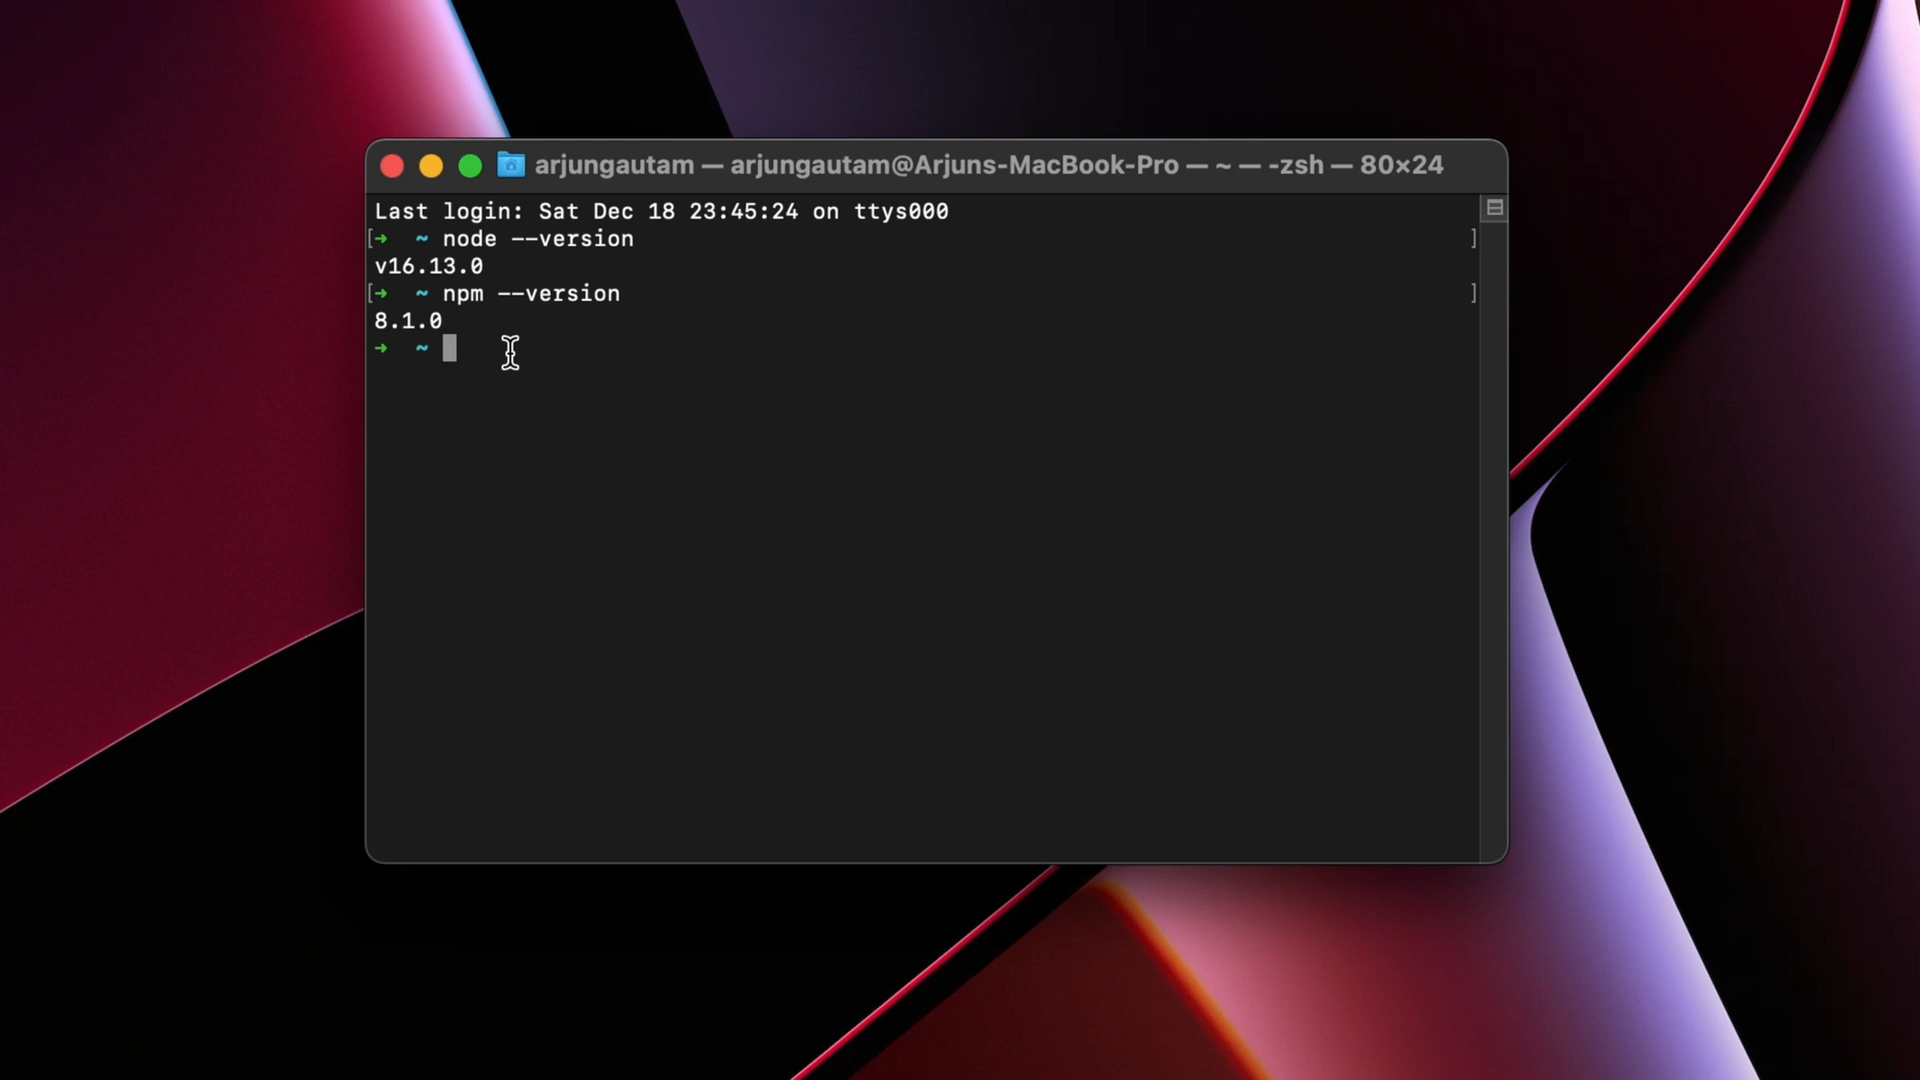 arjungautam — arjungautam@Arjuns-MacBook-Pro — ~ — -zsh — 80×24
Last login: Sat Dec 18 23:45:24 on ttys000
[➜  ~ node --version ]
v16.13.0
[➜  ~ npm --version ]
8.1.0
➜  ~